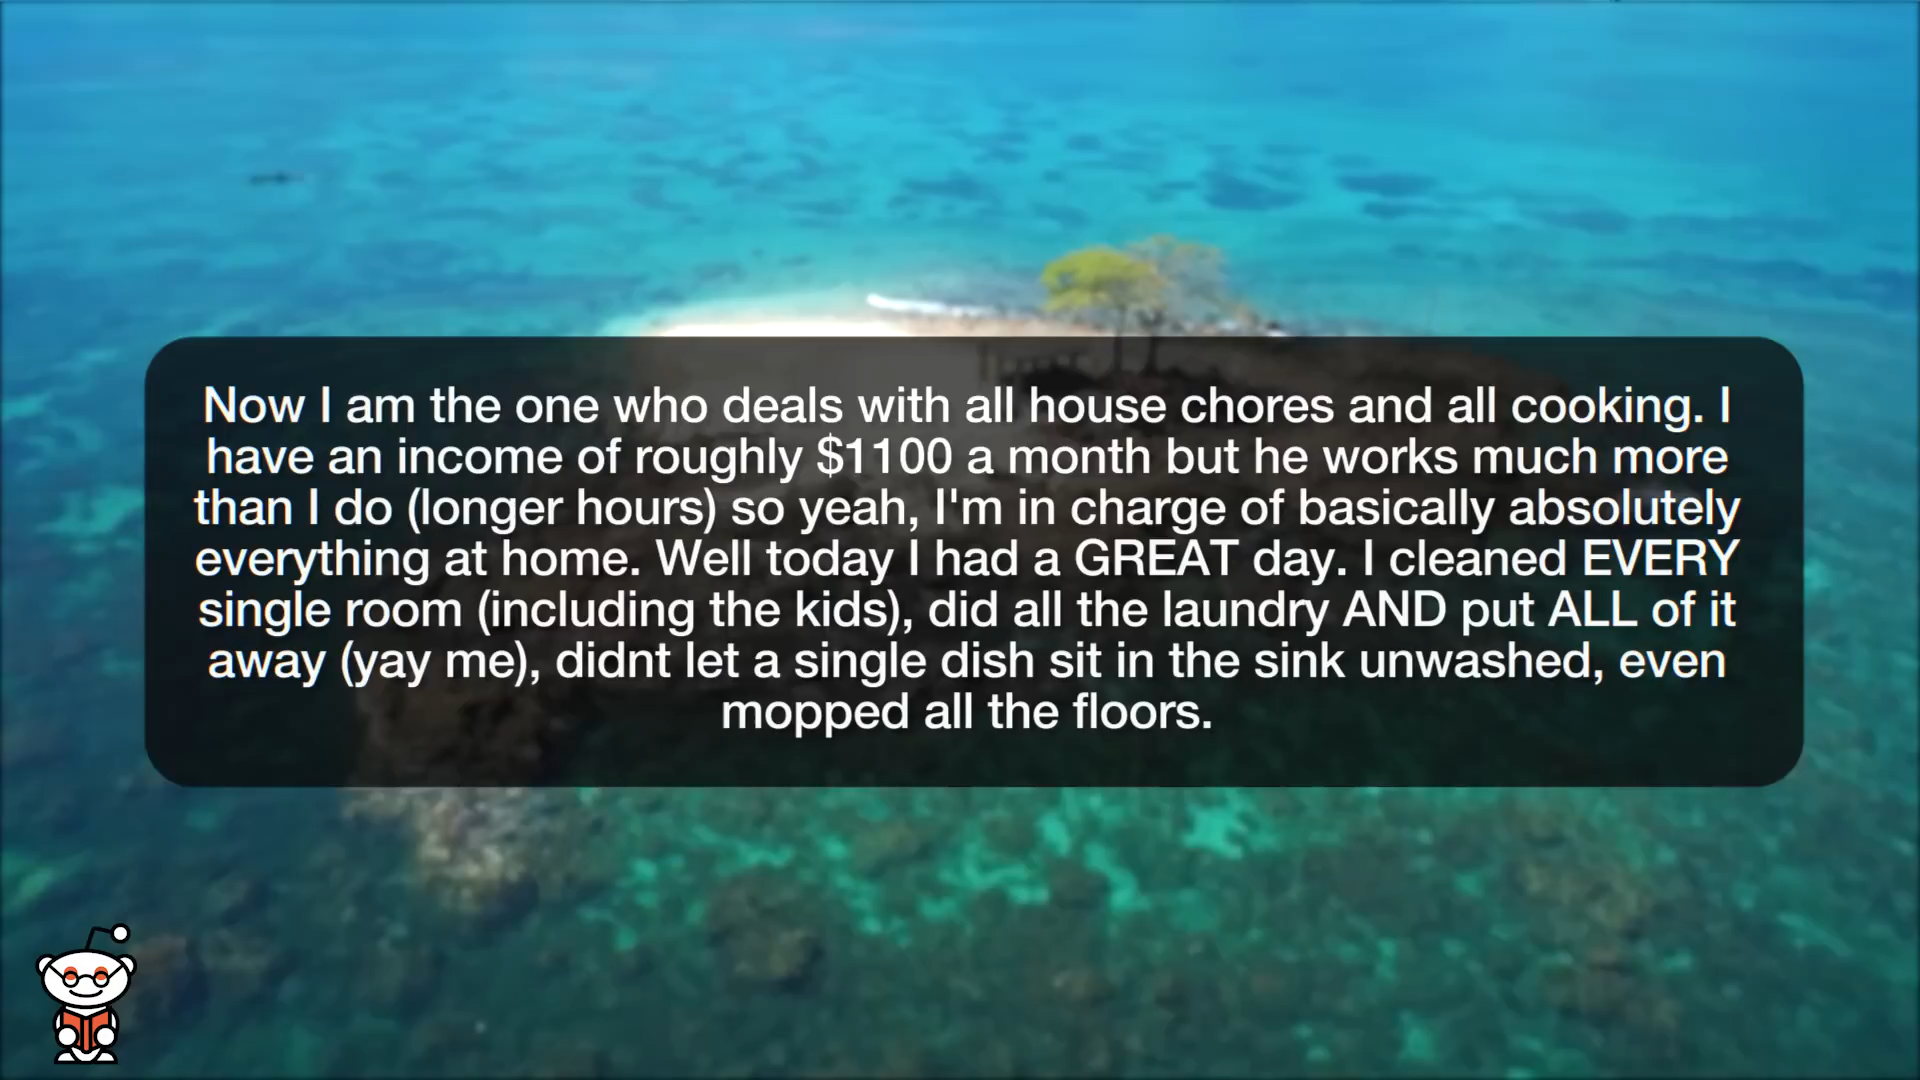 Now I am the one who deals with all house chores and all cooking. I
have an income of roughly $1100 a month but he works much more
than I do (longer hours) so yeah, I'm in charge of basically absolutely
everything at home. Well today I had a GREAT day. I cleaned EVERY
single room (including the kids), did all the laundry AND put ALL of it
away (yay me), didnt let a single dish sit in the sink unwashed, even
mopped all the floors.